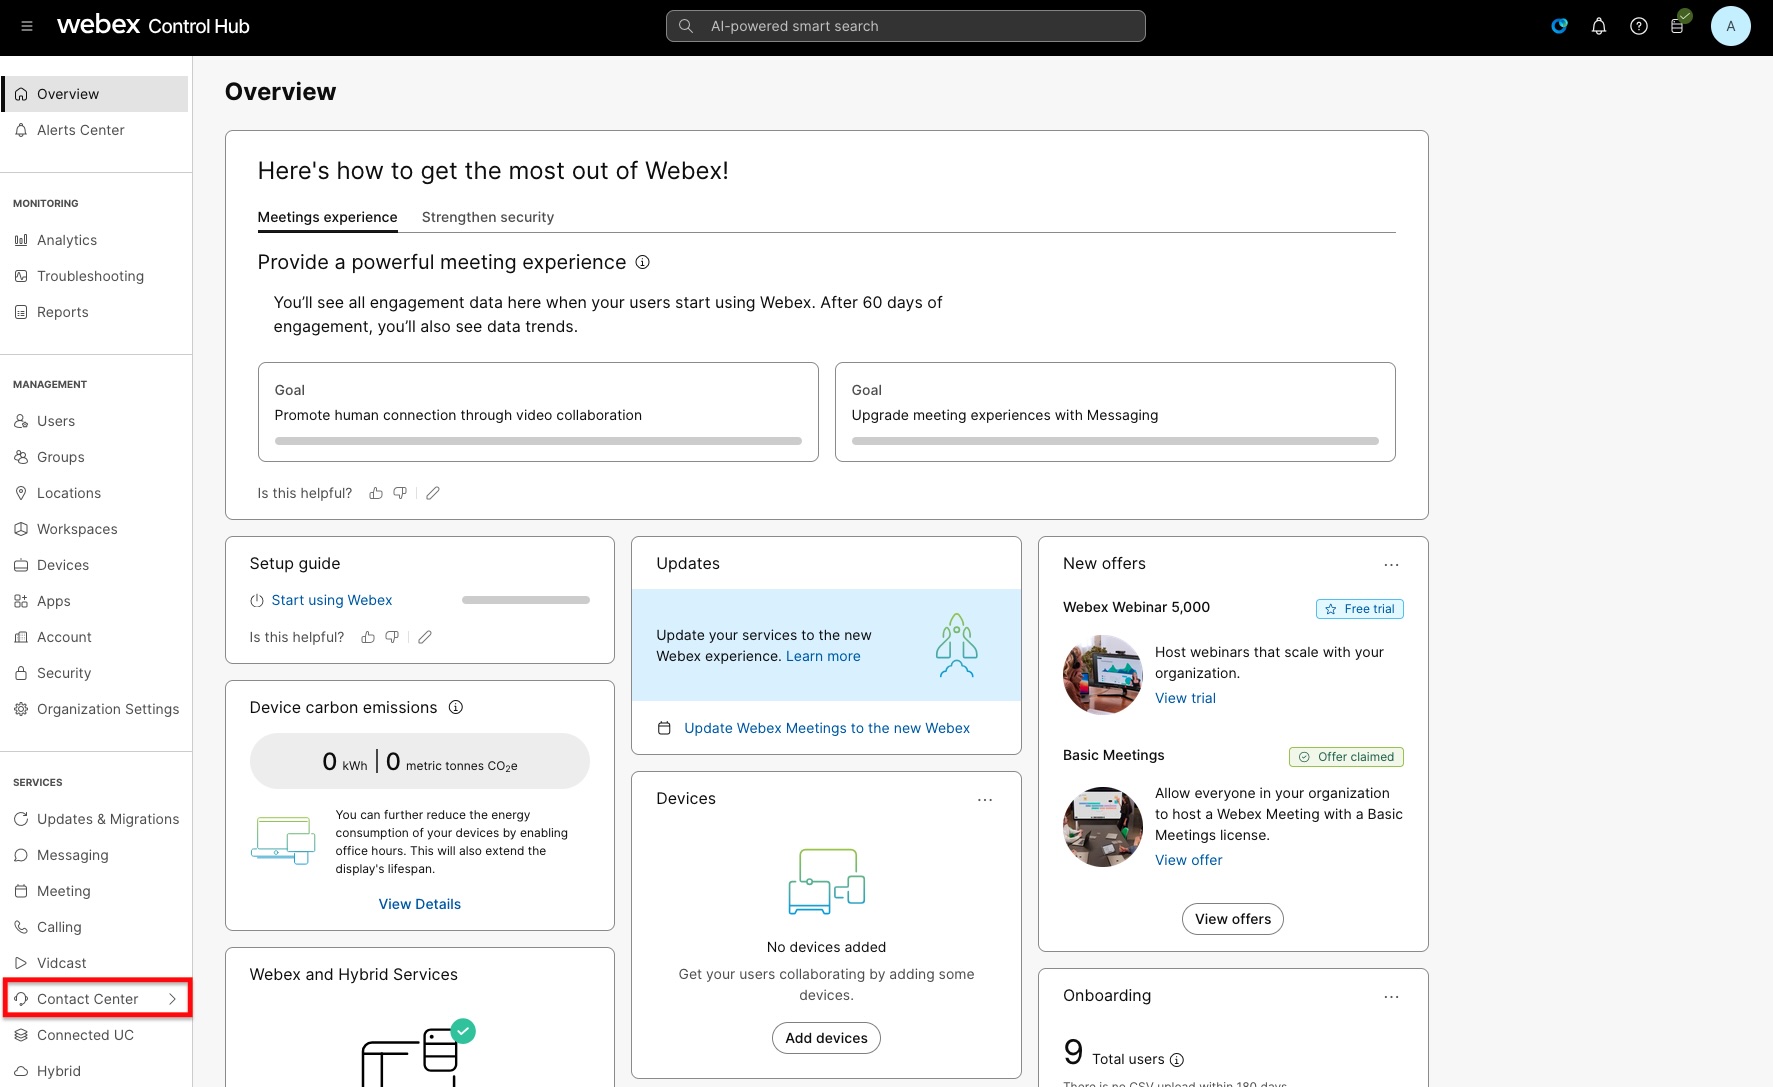 webex Control Hub
AI-powered smart search
A
Overview
Alerts Center
MONITORING
Analytics
Troubleshooting
Reports
MANAGEMENT
Users
Groups
Locations
Workspaces
Devices
Apps
Account
Security
Organization Settings
SERVICES
Updates & Migrations
Messaging
Meeting
Calling
Vidcast
Contact Center
Connected UC
Hybrid
Overview
Here's how to get the most out of Webex!
Meetings experience Strengthen security
Provide a powerful meeting experience
You’ll see all engagement data here when your users start using Webex. After 60 days of
engagement, you’ll also see data trends.
Goal
Promote human connection through video collaboration
Goal
Upgrade meeting experiences with Messaging
Is this helpful?
Setup guide
Start using Webex
Is this helpful?
Device carbon emissions
0 kWh | 0 metric tonnes CO₂e
You can further reduce the energy
consumption of your devices by enabling
office hours. This will also extend the
display's lifespan.
View Details
Webex and Hybrid Services
Updates
Update your services to the new
Webex experience. Learn more
Update Webex Meetings to the new Webex
Devices
No devices added
Get your users collaborating by adding some
devices.
Add devices
New offers
Webex Webinar 5,000
Free trial
Host webinars that scale with your
organization.
View trial
Basic Meetings
Offer claimed
Allow everyone in your organization
to host a Webex Meeting with a Basic
Meetings license.
View offer
View offers
Onboarding
9 Total users
There is no CSV upload within 180 days